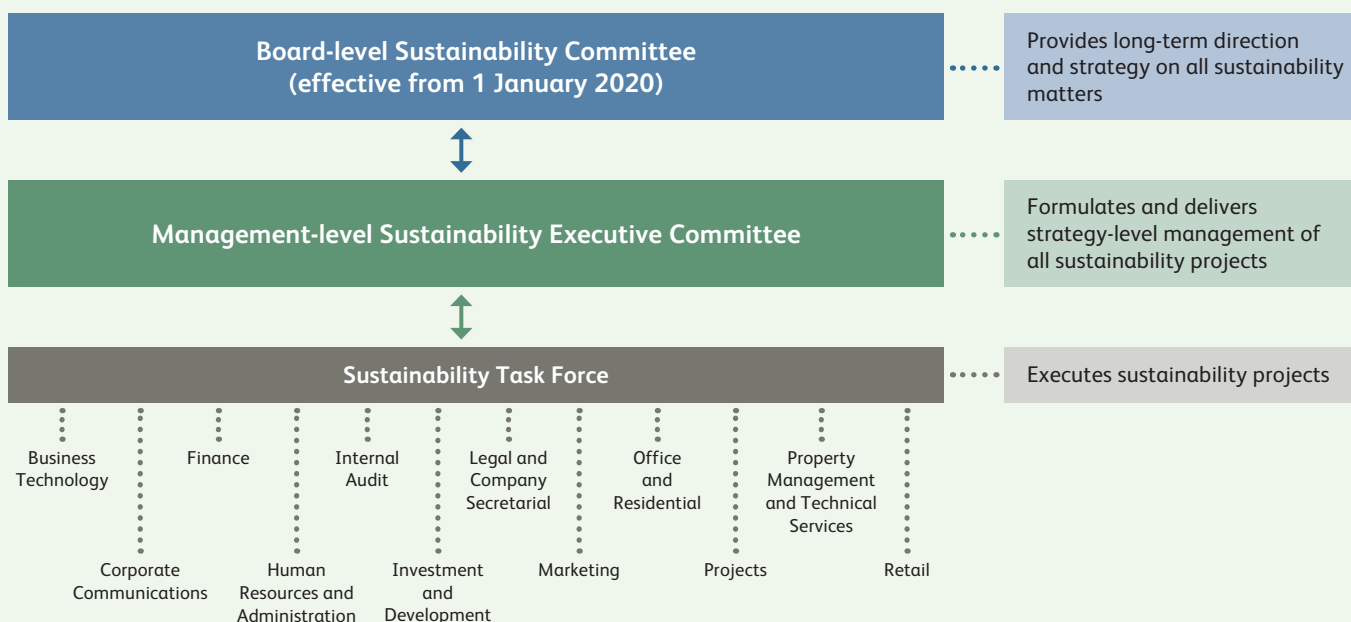 Board-level Sustainability Committee
(effective from 1 January 2020)
Provides long-term direction
and strategy on all sustainability
matters
Management-level Sustainability Executive Committee
Formulates and delivers
strategy-level management of
all sustainability projects
Sustainability Task Force
Executes sustainability projects
Business
Technology
Finance
Internal
Audit
Legal and
Company
Secretarial
Office
and
Residential
Property
Management
and Technical
Services
Corporate
Communications
Human
Resources and
Administration
Investment
and
Development
Marketing
Projects
Retail